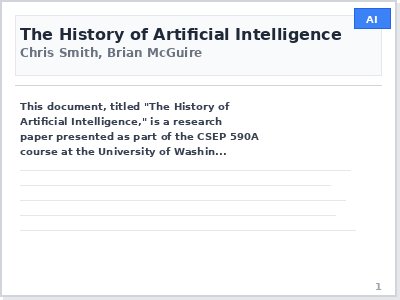 AI
The History of Artificial Intelligence
Chris Smith, Brian McGuire
This document, titled "The History of
Artificial Intelligence," is a research
paper presented as part of the CSEP 590A
course at the University of Washin...
1